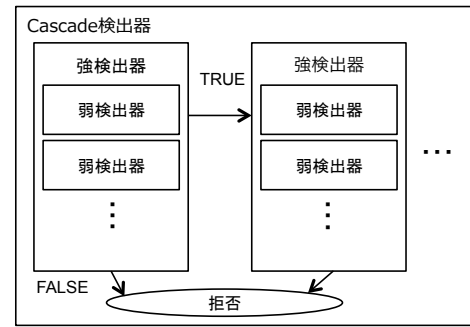 Cascade検出器
強検出器
弱検出器
弱検出器
⋮
TRUE
強検出器
弱検出器
弱検出器
⋮
...
FALSE
拒否